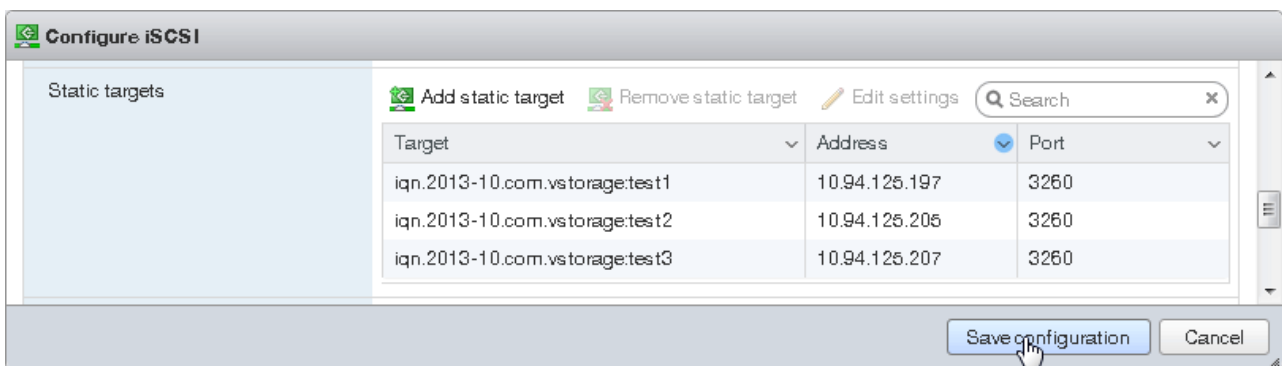 Configure iSCSI
Static targets
Add static target Remove static target Edit settings Search
Target Address Port
iqn.2013-10.com.vstorage:test1 10.94.125.197 3260
iqn.2013-10.com.vstorage:test2 10.94.125.205 3260
iqn.2013-10.com.vstorage:test3 10.94.125.207 3260
Save configuration Cancel